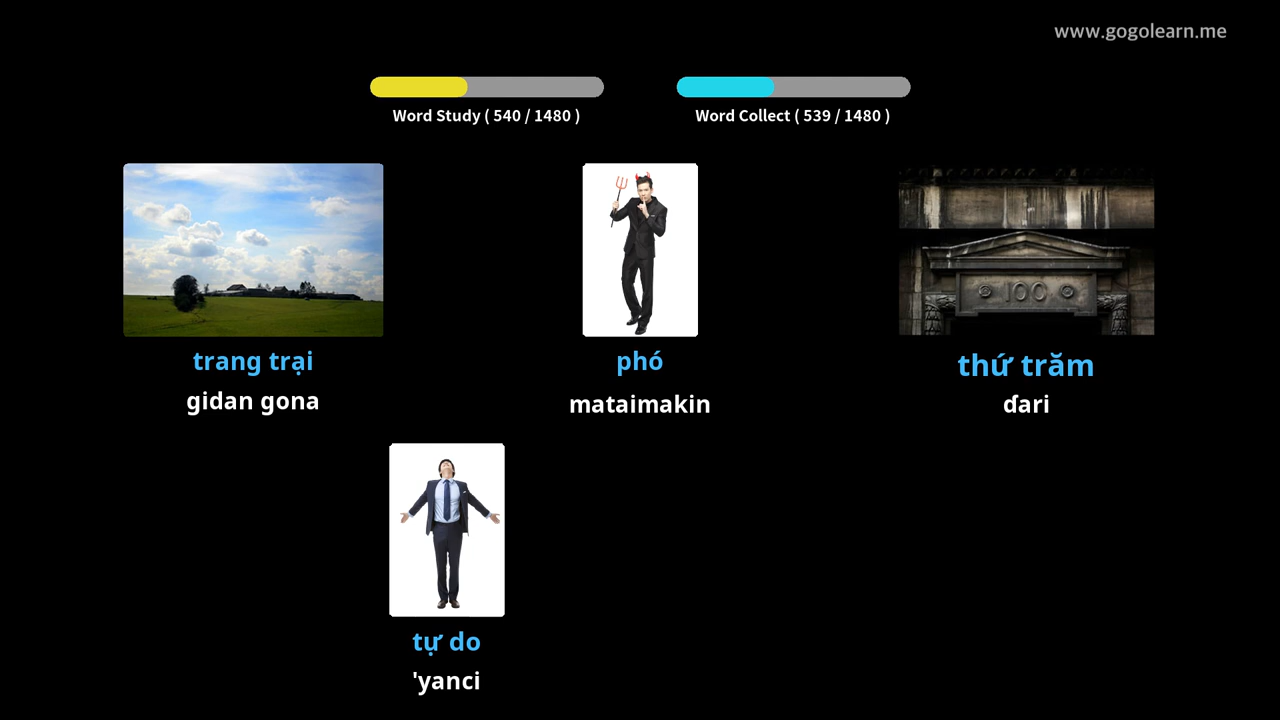 www.gogolearn.me
Word Study ( 540 / 1480 )
Word Collect ( 539 / 1480 )
100
trang trại
gidan gona
phó
mataimakin
thứ trăm
ɗari
tự do
'yanci